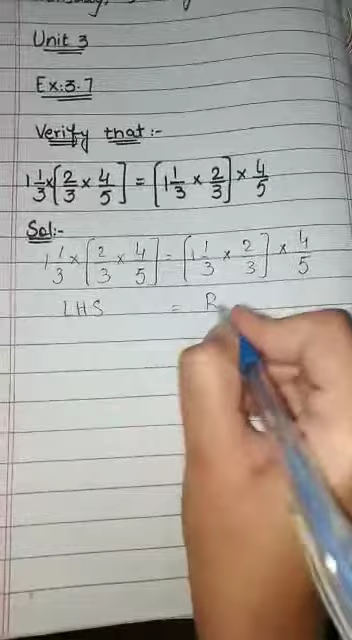 Unit 3
Ex:3.7
Verify that:-
1 1/3 × [2/3 × 4/5] = [1 1/3 × 2/3] × 4/5
Sol:-
1 1/3 × [2/3 × 4/5] = [1 1/3 × 2/3] × 4/5
LHS = R